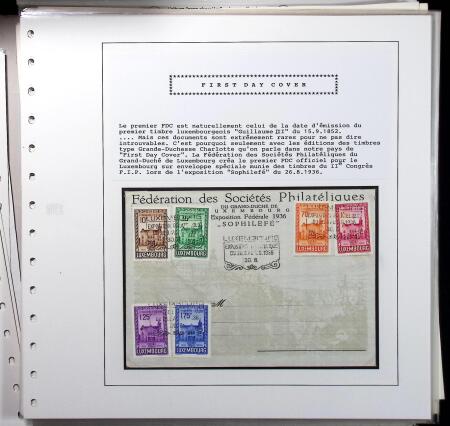 FIRST DAY COVER
Le premier FDC est naturellement celui de la date d'émission du
premier timbre luxembourgeois "Guillaume III" du 15.9.1852.
.... Mais ces documents sont extrêmement rares pour ne pas dire
introuvables. C'est pourquoi seulement avec les éditions des timbres
type Grande-Duchesse Charlotte qu'on parle dans notre pays de
"First Day Cover". La Fédération des Sociétés Philatéliques du
Grand-Duché de Luxembourg créa le premier FDC officiel pour le
Luxembourg sur enveloppe spéciale munie des timbres du II° Congrès
F.I.P. lors de l'exposition "Sophilefé" du 26.8.1936.
Fédération des Sociétés Philatéliques
DU GRAND-DUCHÉ DE
LUXEMBOURG
Exposition Fédérale 1936
"SOPHILEFÉ"
LUXEMBOURG LUXEMBOURG
LUXEMBOURG
M
1.25 1.75
LUXEMBOURG LUXEMBOURG